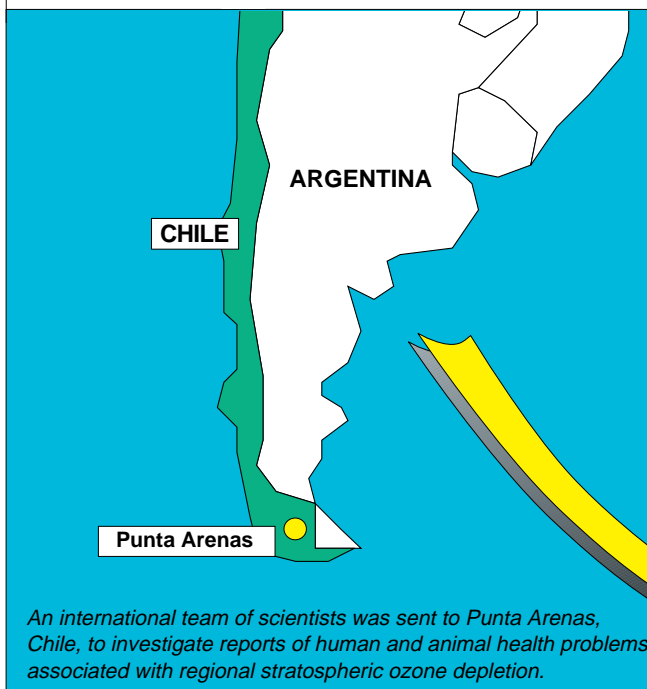 ARGENTINA
CHILE
Punta Arenas
An international team of scientists was sent to Punta Arenas,
Chile, to investigate reports of human and animal health problems
associated with regional stratospheric ozone depletion.